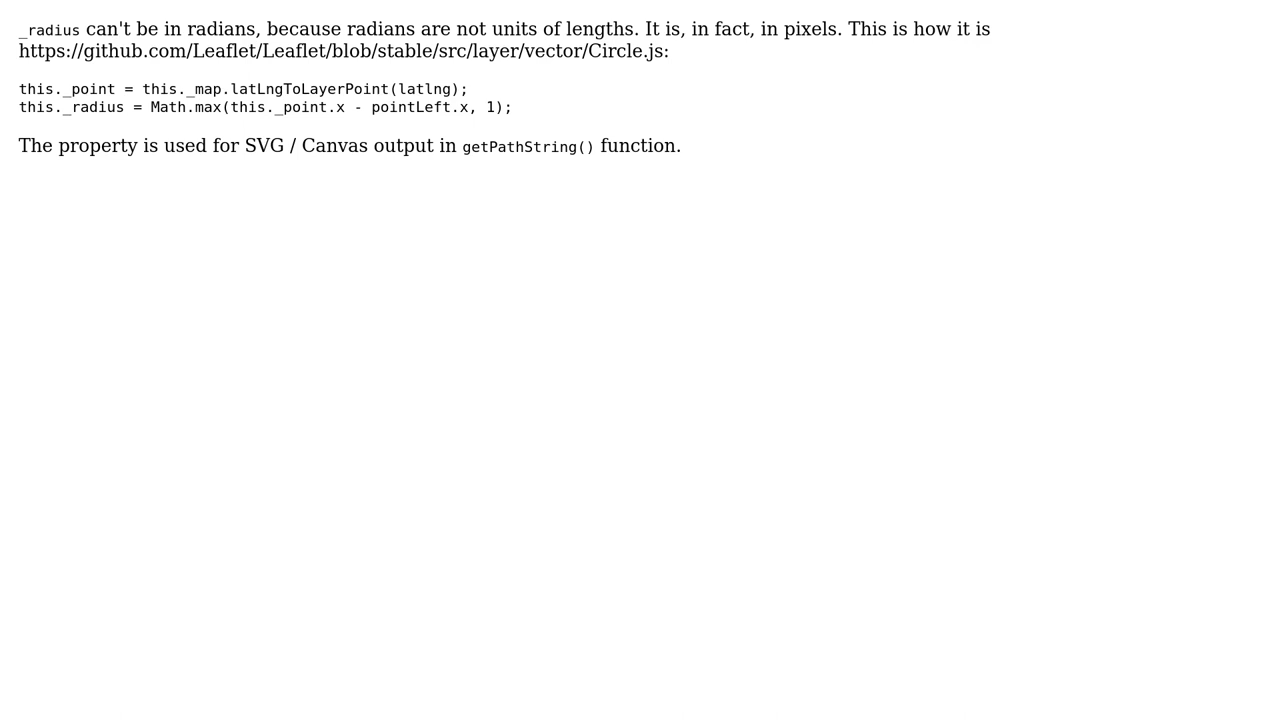 _radius can't be in radians, because radians are not units of lengths. It is, in fact, in pixels. This is how it is
https://github.com/Leaflet/Leaflet/blob/stable/src/layer/vector/Circle.js:
this._point = this._map.latLngToLayerPoint(latlng);
this._radius = Math.max(this._point.x - pointLeft.x, 1);
The property is used for SVG / Canvas output in getPathString() function.